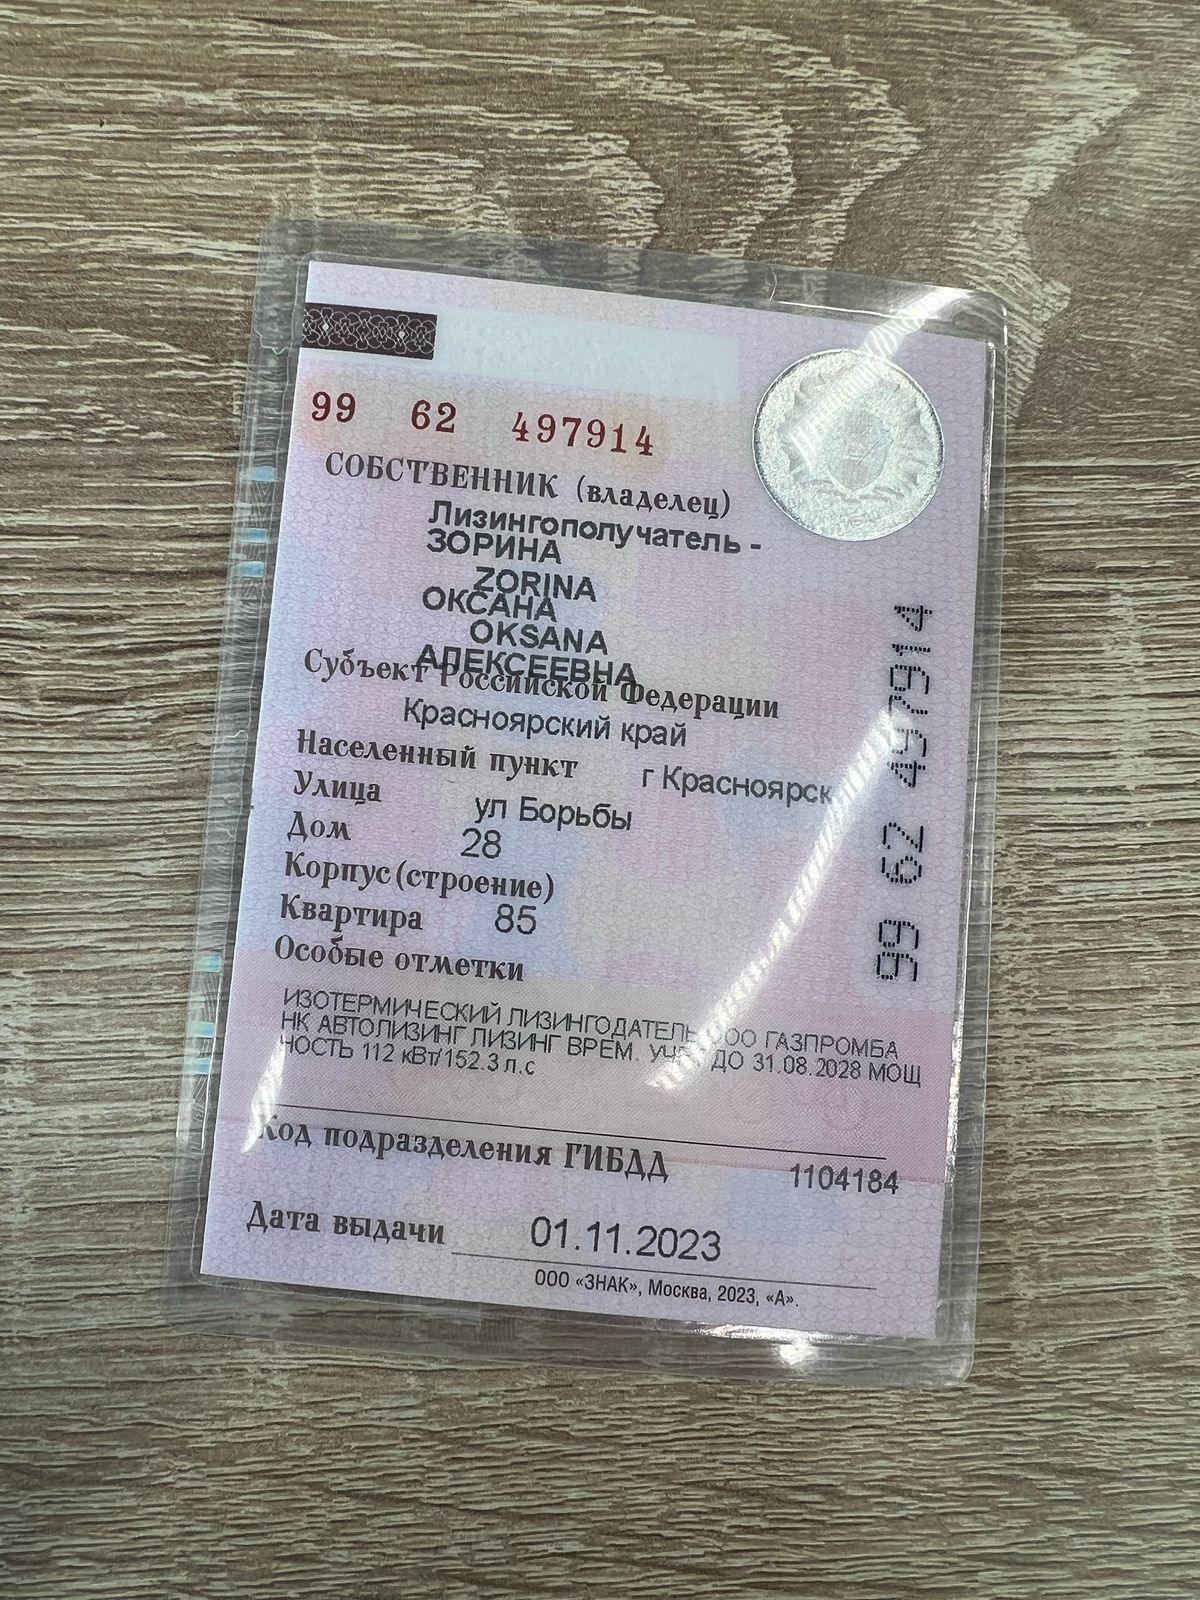 99 62 497914
СОБСТВЕННИК (владелец)
Лизингополучатель -
ЗОРИНА
ZORINA
ОКСАНА
OKSANA
АЛЕКСЕЕВНА
Субъект Российской Федерации
Красноярский край
Населенный пункт г Красноярск
Улица ул Борьбы
Дом 28
Корпус (строение)
Квартира 85
Особые отметки
ИЗОТЕРМИЧЕСКИЙ ЛИЗИНГОДАТЕЛЬ ООО ГАЗПРОМБА
НК АВТОЛИЗИНГ ЛИЗИНГ ВРЕМ. ДО 31.08.2028 МОЩ
НОСТЬ 112 кВт/152.3 л.с
Код подразделения ГИБДД 1104184
Дата выдачи 01.11.2023
ООО «ЗНАК», Москва, 2023, «А».
99 62 497914